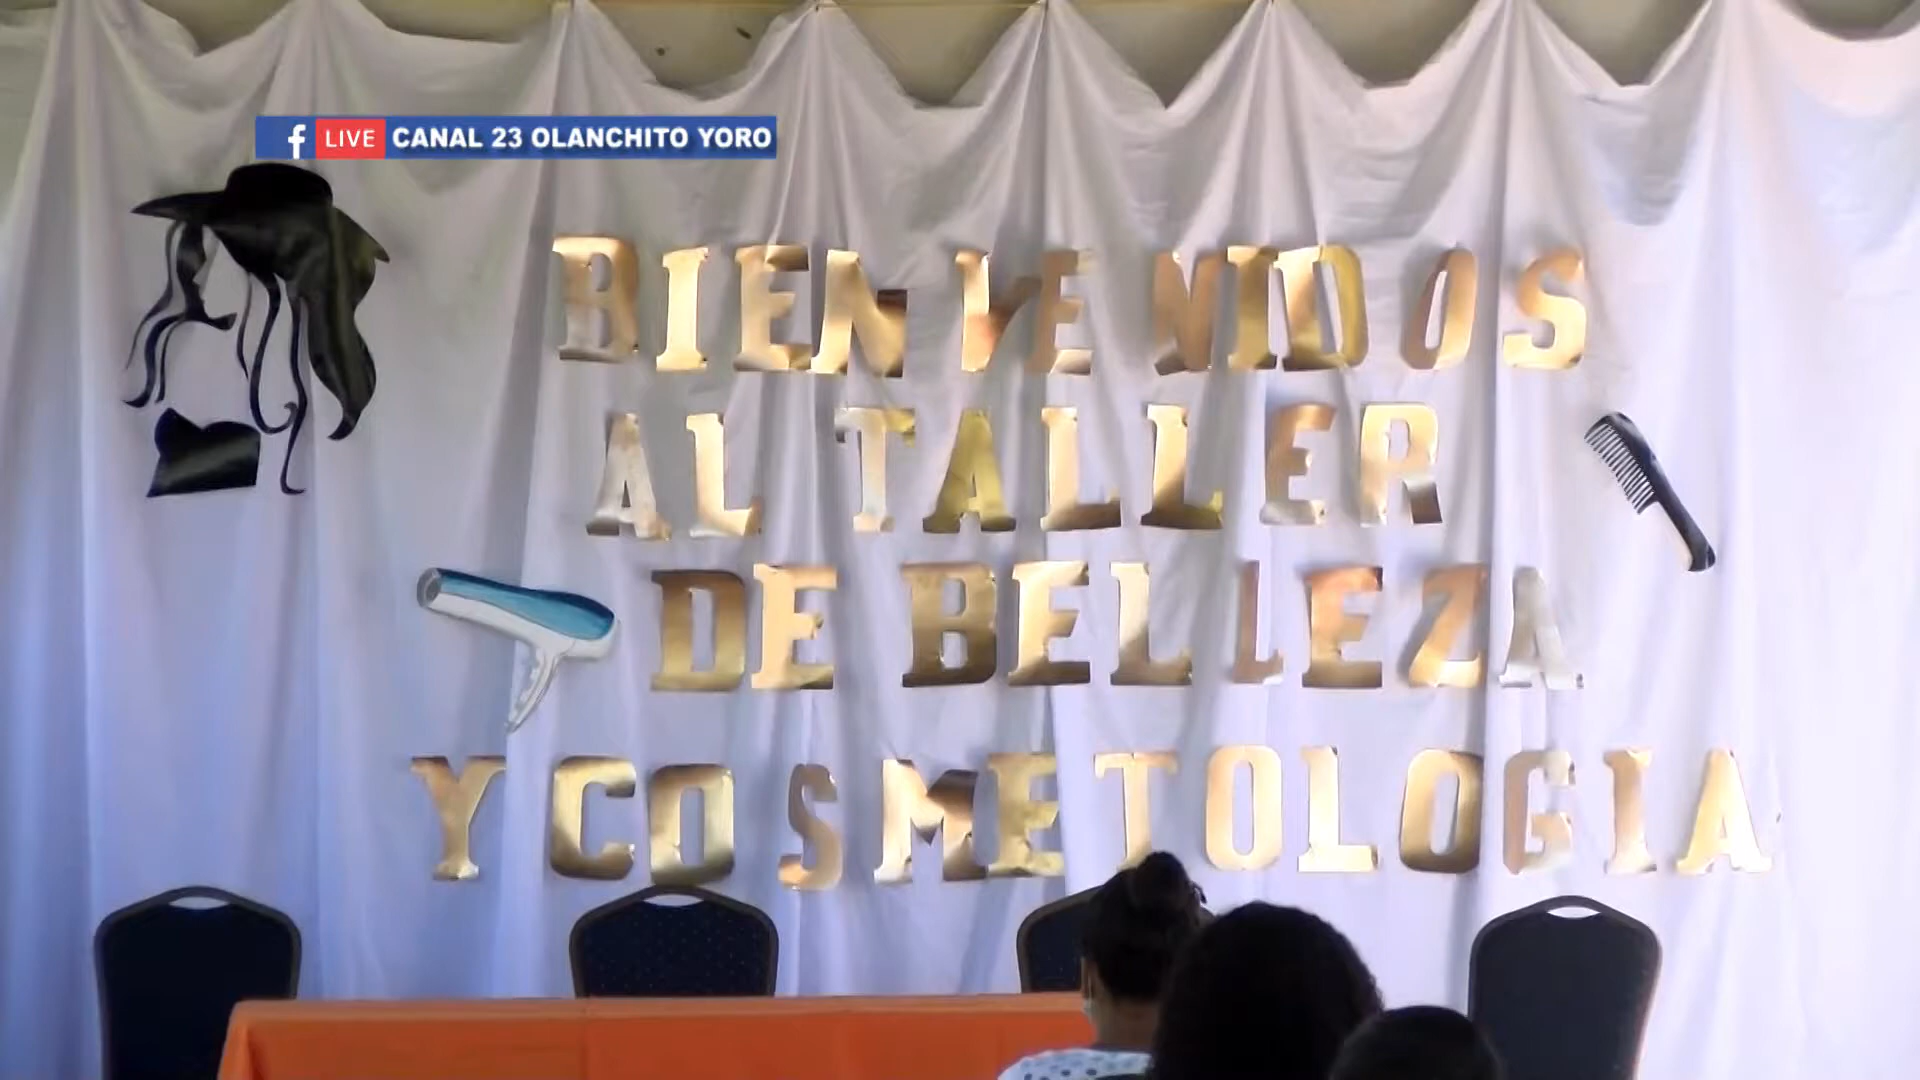 f LIVE CANAL 23 OLANCHITO YORO
BIENVENIDOS
AL TALLER
DE BELLEZA
Y COSMETOLOGIA